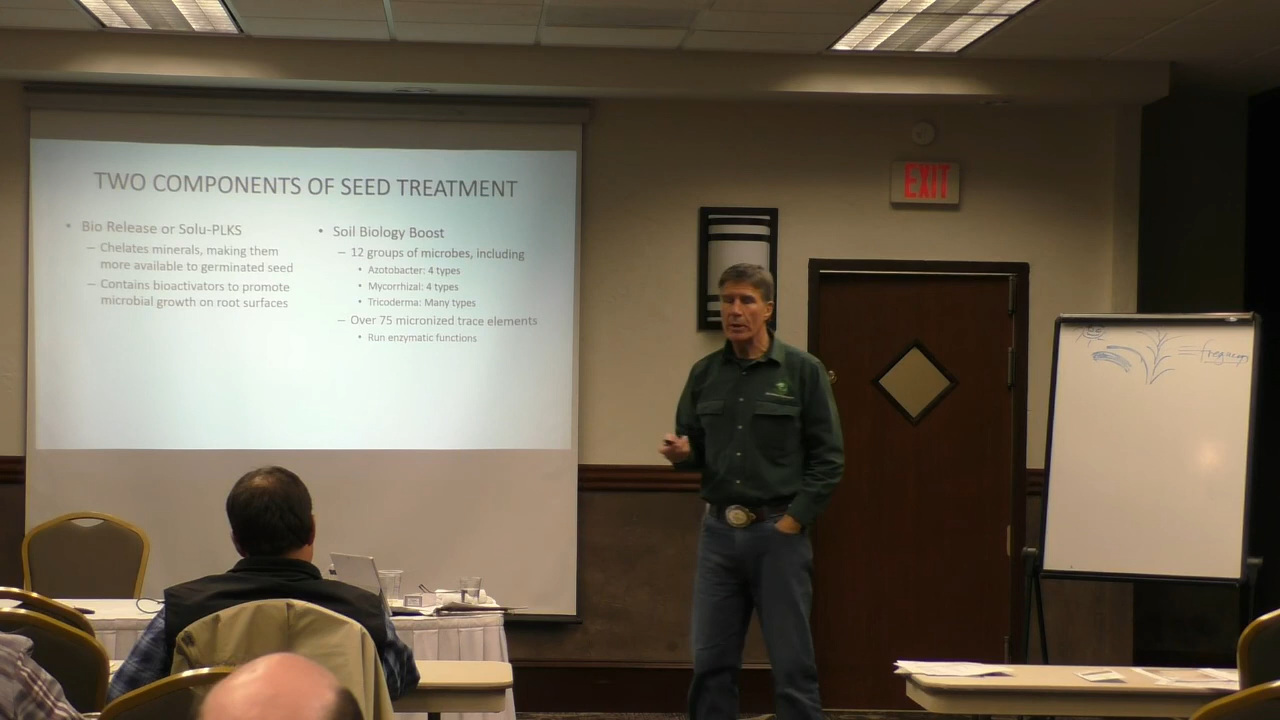 TWO COMPONENTS OF SEED TREATMENT
• Bio Release or Solu-PLKS
– Chelates minerals, making them
more available to germinated seed
– Contains bioactivators to promote
microbial growth on root surfaces
• Soil Biology Boost
– 12 groups of microbes, including
• Azotobacter: 4 types
• Mycorrhizal: 4 types
• Tricoderma: Many types
– Over 75 micronized trace elements
• Run enzymatic functions
EXIT